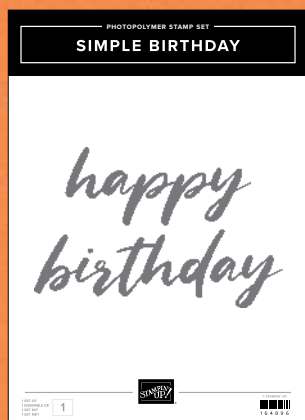 PHOTOPOLYMER STAMP SET
SIMPLE BIRTHDAY
happy
birthday
STAMPIN' UP!
1
164896